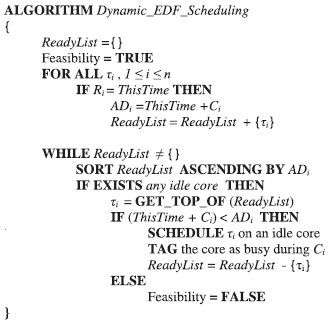 ALGORITHM Dynamic_EDF_Scheduling
{
ReadyList ={}
Feasibility = TRUE
FOR ALL τi , 1 ≤ i ≤ n
IF Ri = ThisTime THEN
ADi =ThisTime +Ci
ReadyList = ReadyList + {τi}
WHILE ReadyList ≠ {}
SORT ReadyList ASCENDING BY ADi
IF EXISTS any idle core THEN
τi = GET_TOP_OF (ReadyList)
IF (ThisTime + Ci) < ADi THEN
SCHEDULE τi on an idle core
TAG the core as busy during Ci
ReadyList = ReadyList - {τi}
ELSE
Feasibility = FALSE
}